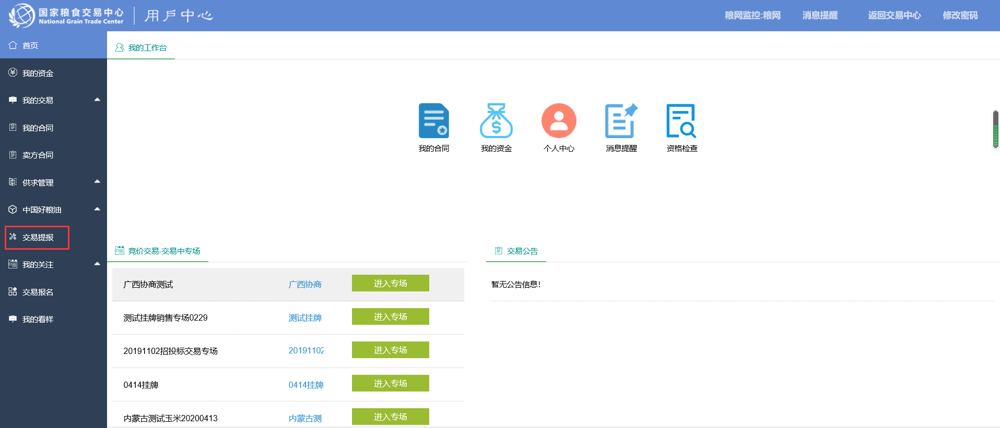 国家粮食交易中心
National Grain Trade Center
用户中心
粮网监控:粮网
消息提醒
返回交易中心
修改密码
首页
我的资金
我的交易
我的合同
卖方合同
供求管理
中国好粮油
交易提报
我的关注
交易报名
我的看样
我的工作台
我的合同
我的资金
个人中心
消息提醒
资格检查
竞价交易-交易中专场
广西协商测试 广西协商 进入专场
测试挂牌销售专场0229 测试挂牌 进入专场
20191102招投标交易专场 20191102 进入专场
0414挂牌 0414挂牌 进入专场
内蒙古测试玉米20200413 内蒙古测 进入专场
交易公告
暂无公告信息!